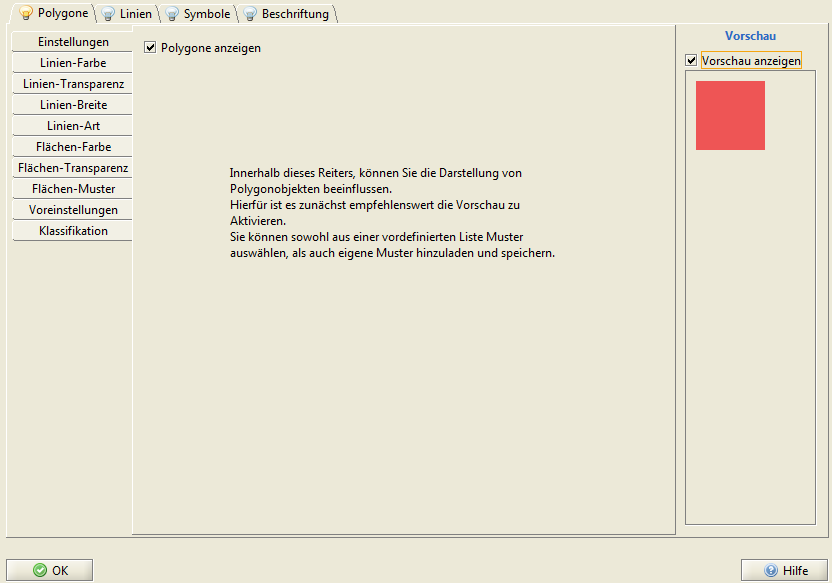 Polygone Linien Symbole Beschriftung
Einstellungen
Linien-Farbe
Linien-Transparenz
Linien-Breite
Linien-Art
Flächen-Farbe
Flächen-Transparenz
Flächen-Muster
Voreinstellungen
Klassifikation
Polygone anzeigen
Innerhalb dieses Reiters, können Sie die Darstellung von
Polygonobjekten beeinflussen.
Hierfür ist es zunächst empfehlenswert die Vorschau zu
Aktivieren.
Sie können sowohl aus einer vordefinierten Liste Muster
auswählen, als auch eigene Muster hinzuladen und speichern.
Vorschau
Vorschau anzeigen
OK
Hilfe